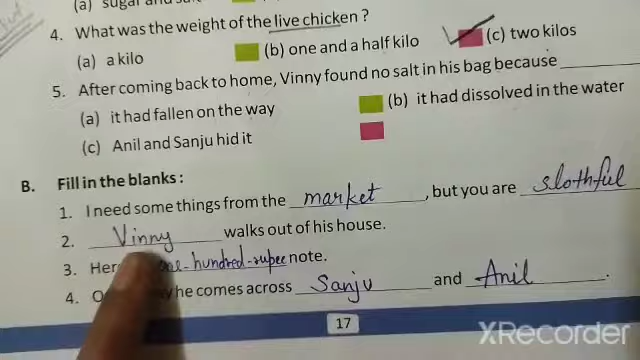 (a) sugar and
4. What was the weight of the live chicken ?
(a) a kilo (b) one and a half kilo (c) two kilos
5. After coming back to home, Vinny found no salt in his bag because
(a) it had fallen on the way (b) it had dissolved in the water
(c) Anil and Sanju hid it
B. Fill in the blanks :
1. I need some things from the market, but you are slothful
2. Vinny walks out of his house.
3. Her one-hundred-rupee note.
4. O he comes across Sanju and Anil.
17
XRecorder